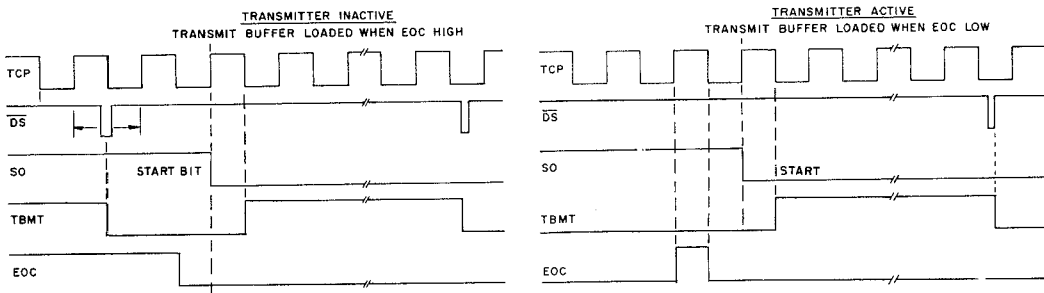 TRANSMITTER INACTIVE
TRANSMIT BUFFER LOADED WHEN EOC HIGH
TCP
DS
SO
START BIT
TBMT
EOC
TRANSMITTER ACTIVE
TRANSMIT BUFFER LOADED WHEN EOC LOW
TCP
DS
SO
START
TBMT
EOC